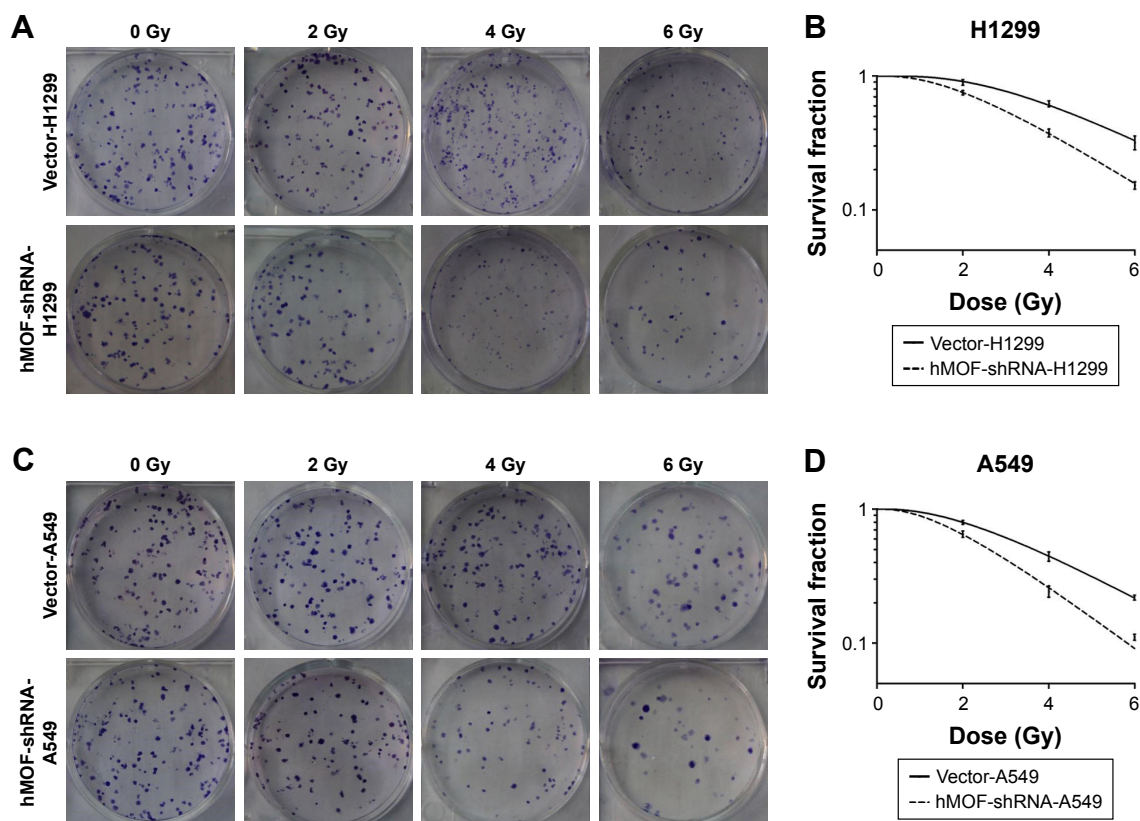 A
0 Gy 2 Gy 4 Gy 6 Gy
Vector-H1299
hMOF-shRNA-
H1299
B
H1299
Survival fraction
1
0.1
0 2 4 6
Dose (Gy)
Vector-H1299
hMOF-shRNA-H1299
C
0 Gy 2 Gy 4 Gy 6 Gy
Vector-A549
hMOF-shRNA-
A549
D
A549
Survival fraction
1
0.1
0 2 4 6
Dose (Gy)
Vector-A549
hMOF-shRNA-A549